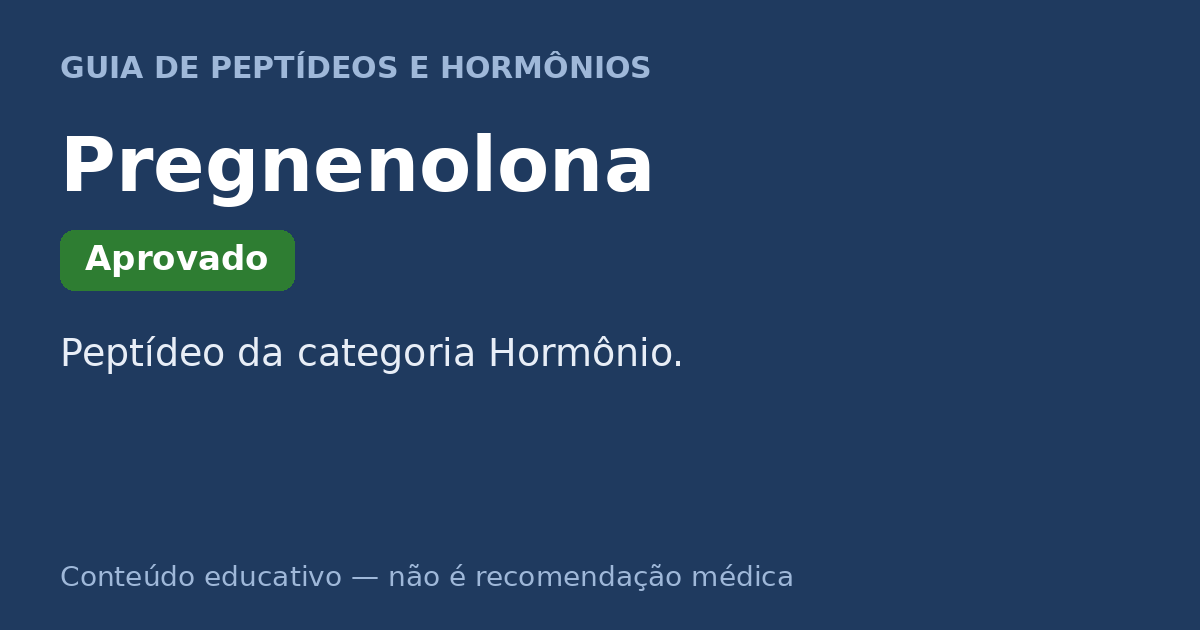 GUIA DE PEPTÍDEOS E HORMÔNIOS
Pregnenolona
Aprovado
Peptídeo da categoria Hormônio.
Conteúdo educativo — não é recomendação médica